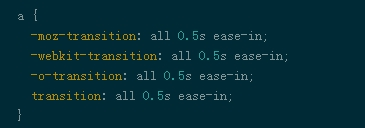 a {
-moz-transition: all 0.5s ease-in;
-webkit-transition: all 0.5s ease-in;
-o-transition: all 0.5s ease-in;
transition: all 0.5s ease-in;
}